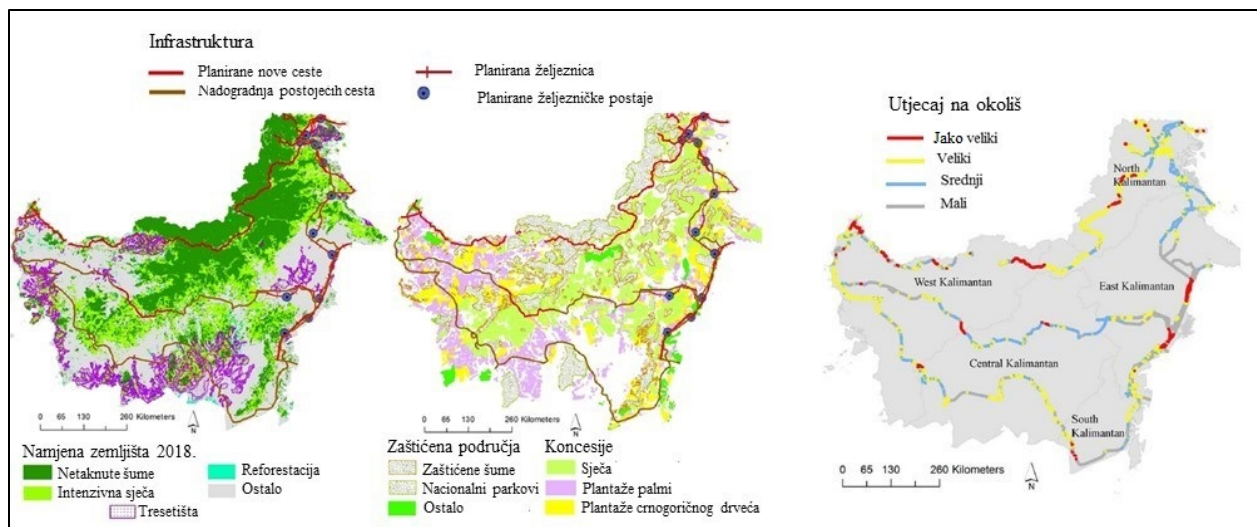 Infrastruktura
Planirane nove ceste
Nadogradnja postojecih cesta
Planirana željeznica
Planirane željezničke postaje
0 65 130 260 Kilometers
N
Namjena zemljišta 2018.
Netaknute šume
Intenzivna sječa
Tresetišta
Reforestacija
Ostalo
0 65 130 260 Kilometers
N
Zaštićena područja
Zaštićene šume
Nacionalni parkovi
Ostalo
Koncesije
Sječa
Plantaže palmi
Plantaže crnogoričnog drveća
Utjecaj na okoliš
Jako veliki
Veliki
Srednji
Mali
North
Kalimantan
West Kalimantan
East Kalimantan
Central Kalimantan
South
Kalimantan
0 65 130 260 Kilometers
N